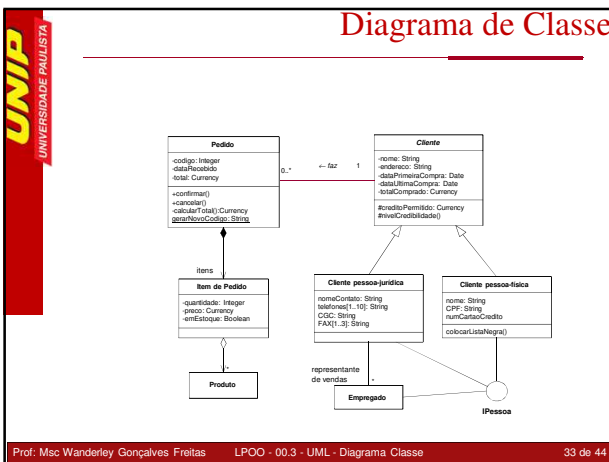 Diagrama de Classe
UNIP
UNIVERSIDADE PAULISTA
Pedido
-codigo: Integer
-dataRecebido
-total: Currency
+confirmar()
+cancelar()
-calcularTotal():Currency
gerarNovoCodigo: String
0..*
← faz
1
Cliente
-nome: String
-endereco: String
-dataPrimeiraCompra: Date
-dataUltimaCompra: Date
-totalComprado: Currency
#creditoPermitido: Currency
#nivelCredibilidade()
itens
Item de Pedido
-quantidade: Integer
-preco: Currency
-emEstoque: Boolean
*
Produto
Cliente pessoa-jurídica
nomeContato: String
telefones[1..10]: String
CGC: String
FAX[1..3]: String
Cliente pessoa-física
nome: String
CPF: String
numCartaoCredito
colocarListaNegra()
representante
de vendas
*
Empregado
IPessoa
Prof: Msc Wanderley Gonçalves Freitas LPOO - 00.3 - UML - Diagrama Classe 33 de 44